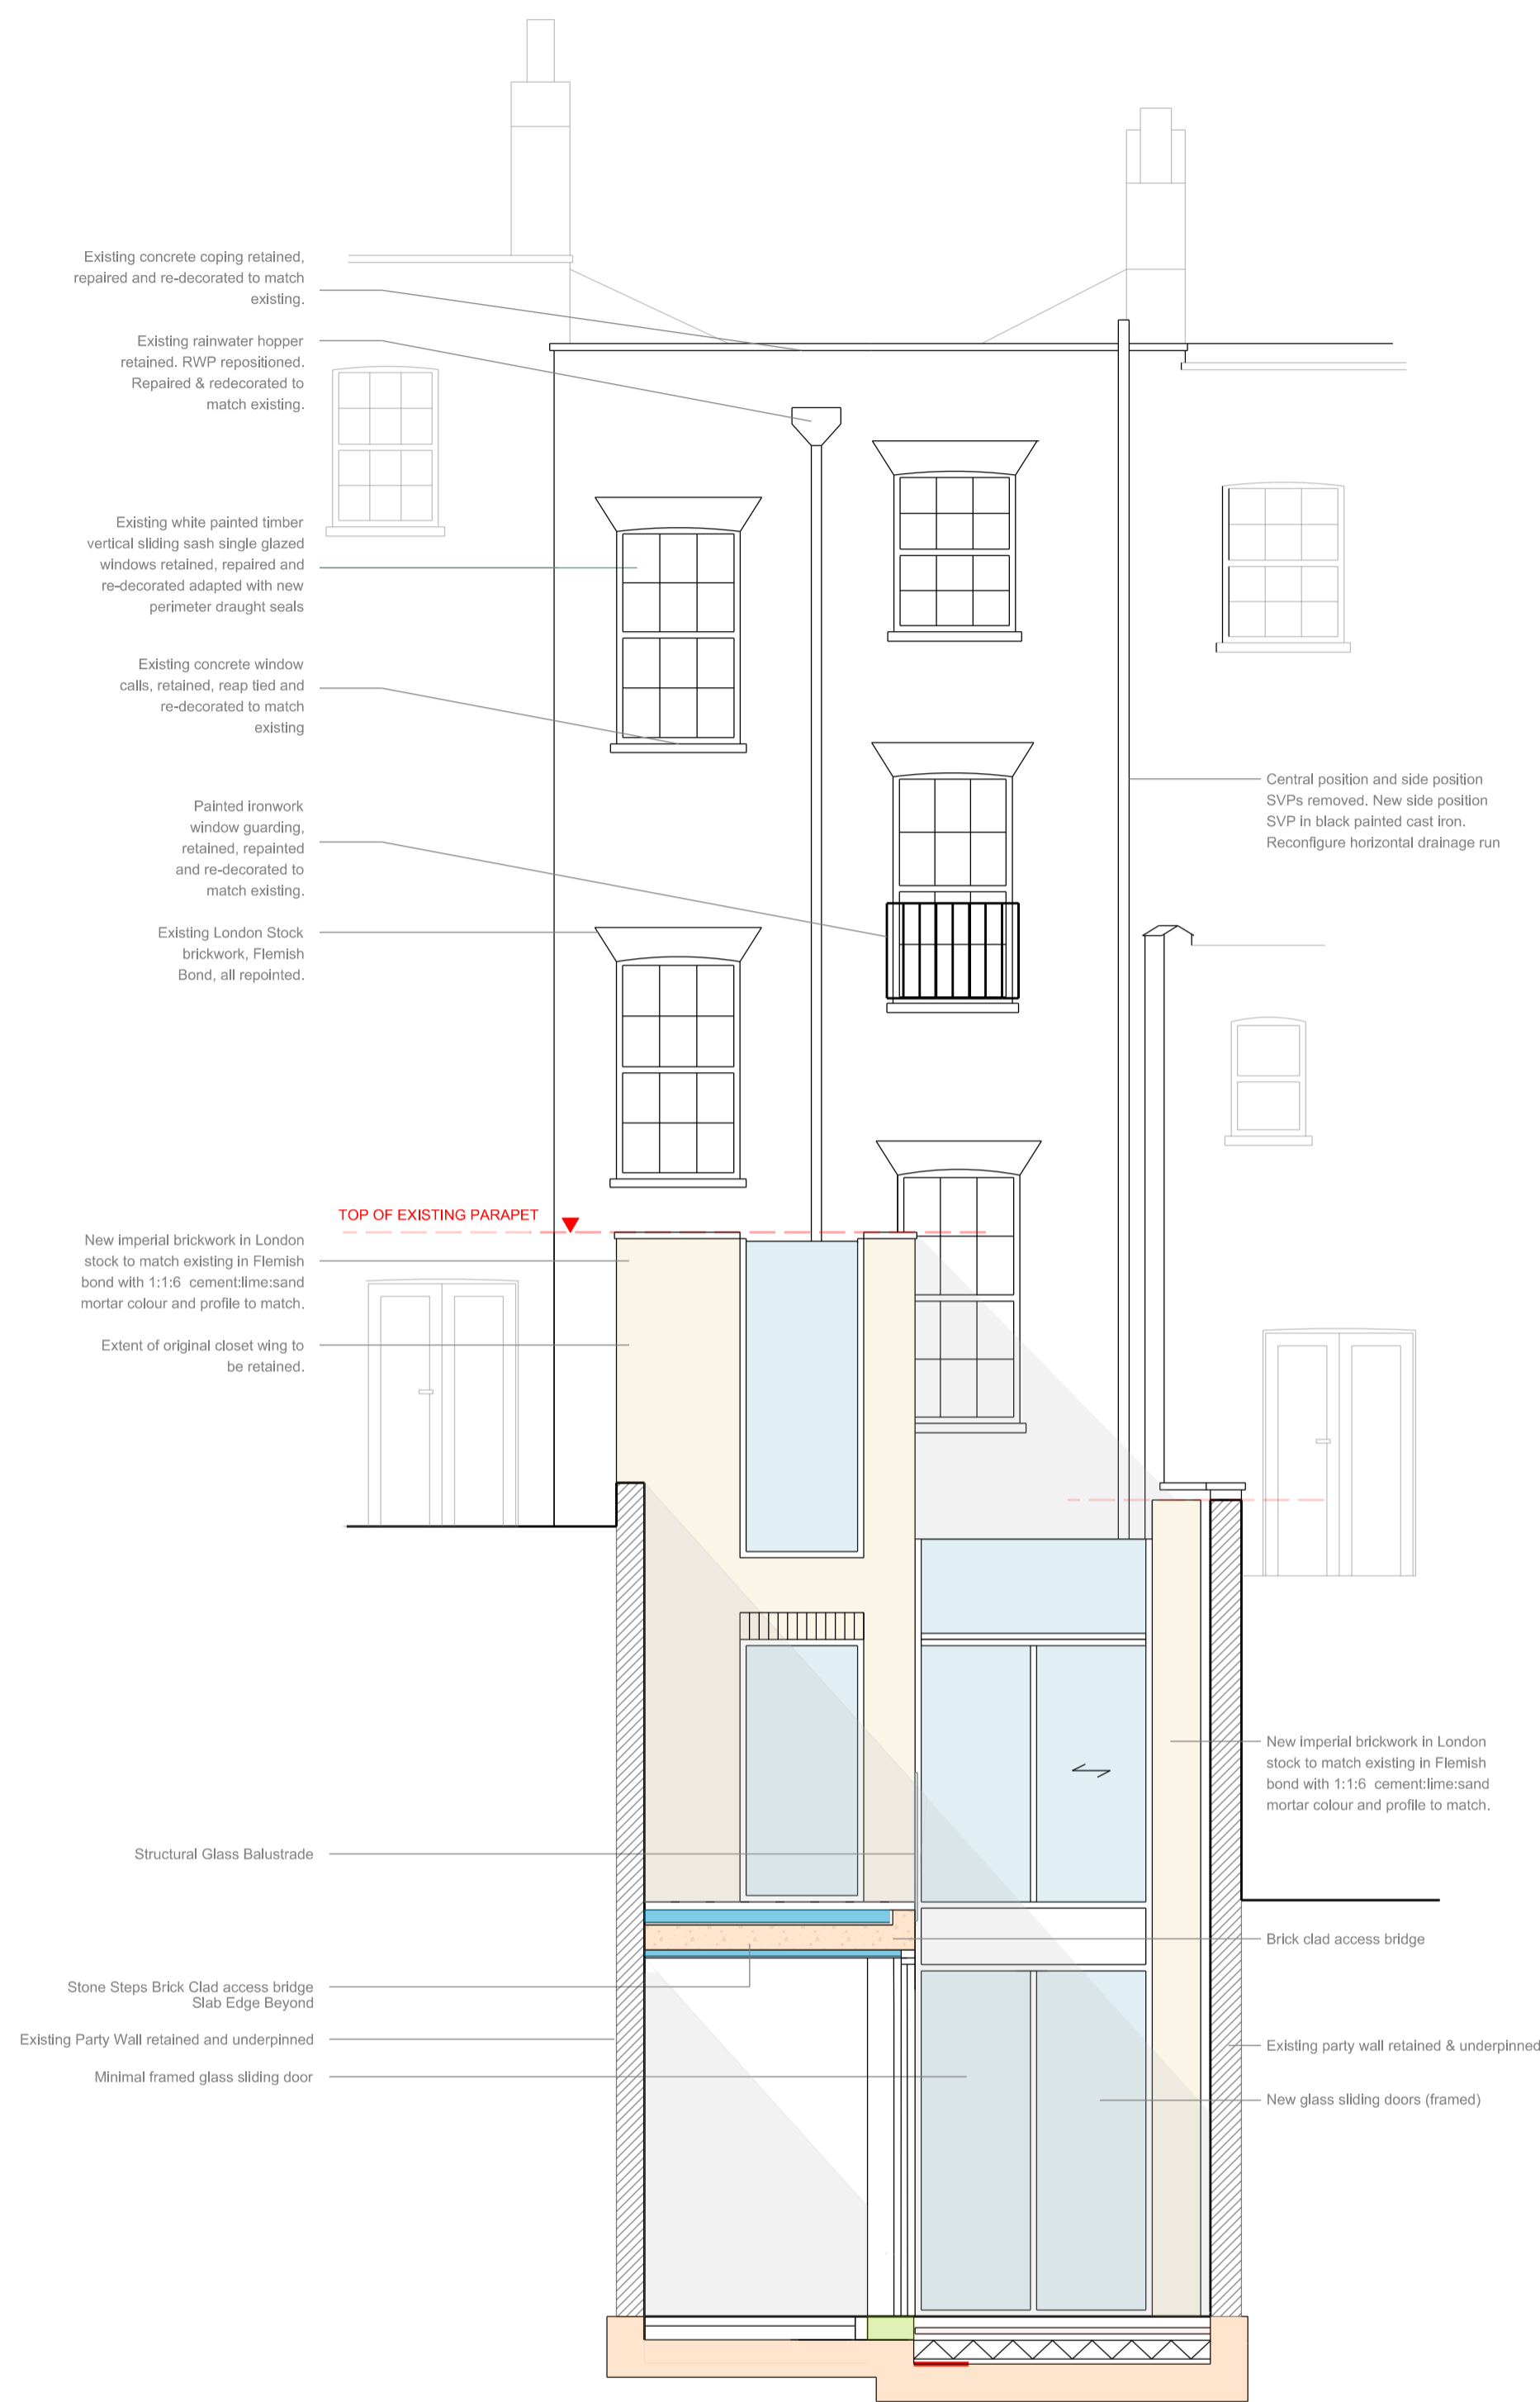 Existing concrete coping retained,
repaired and re-decorated to match
existing.
Existing rainwater hopper
retained. RWP repositioned.
Repaired & redecorated to
match existing.
Existing white painted timber
vertical sliding sash single glazed
windows retained, repaired and
re-decorated adapted with new
perimeter draught seals
Existing concrete window
calls, retained, reap tied and
re-decorated to match
existing
Painted ironwork
window guarding,
retained, repainted
and re-decorated to
match existing.
Existing London Stock
brickwork, Flemish
Bond, all repointed.
Central position and side position
SVPs removed. New side position
SVP in black painted cast iron.
Reconfigure horizontal drainage run
TOP OF EXISTING PARAPET
New imperial brickwork in London
stock to match existing in Flemish
bond with 1:1:6 cement:lime:sand
mortar colour and profile to match.
Extent of original closet wing to
be retained.
New imperial brickwork in London
stock to match existing in Flemish
bond with 1:1:6 cement:lime:sand
mortar colour and profile to match.
Structural Glass Balustrade
Brick clad access bridge
Stone Steps Brick Clad access bridge
Slab Edge Beyond
Existing Party Wall retained and underpinned
Existing party wall retained & underpinned
Minimal framed glass sliding door
New glass sliding doors (framed)